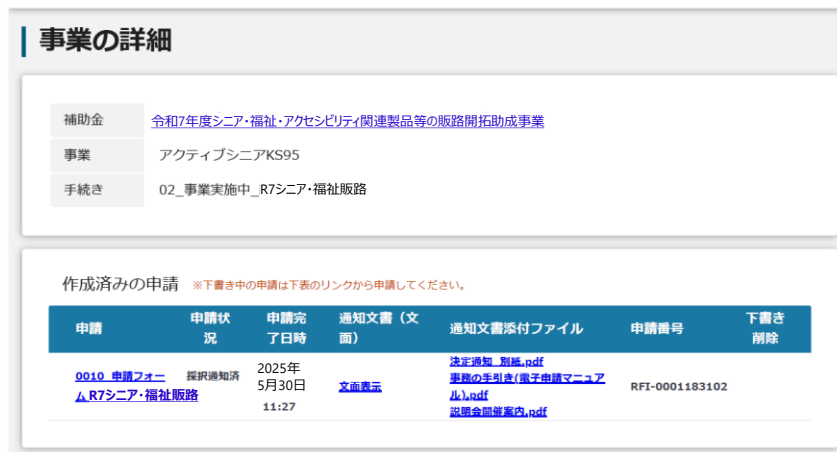 事業の詳細
補助金 令和7年度シニア・福祉・アクセシビリティ関連製品等の販路開拓助成事業
事業 アクティブシニアKS95
手続き 02_事業実施中_R7シニア・福祉販路
作成済みの申請 ※下書き中の申請は下表のリンクから申請してください。
申請
申請状
況
申請完
了日時
通知文書（文
面）
通知文書添付ファイル
申請番号
下書き
削除
0010_申請フォー
ム_R7シニア・福祉販路
採択通知済
2025年
5月30日
11:27
文面表示
決定通知_別紙.pdf
事務の手引き(電子申請マニュア
ル).pdf
説明会開催案内.pdf
RFI-0001183102